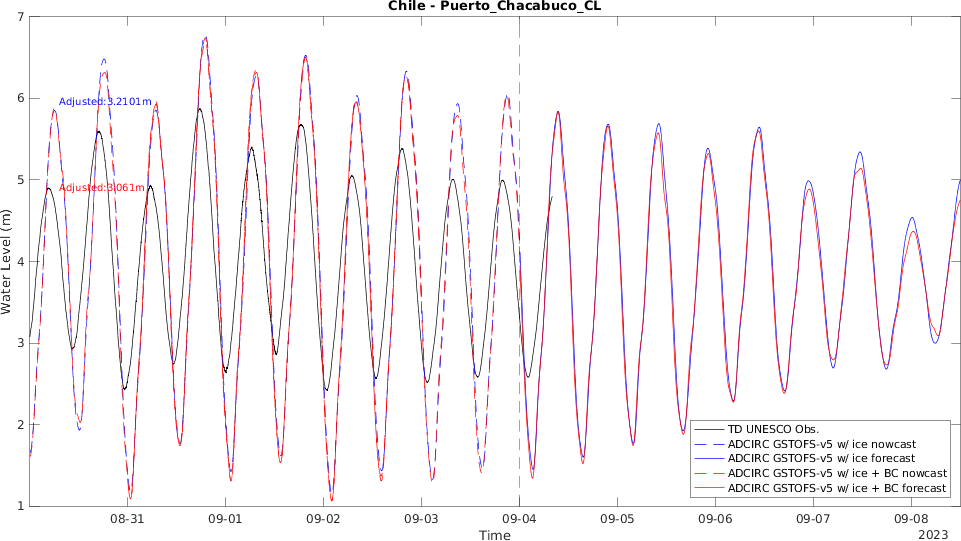 Chile - Puerto_Chacabuco_CL
7
6
5
4
3
2
1
Water Level (m)
Adjusted:3.2101m
Adjusted:3.061m
TD UNESCO Obs.
ADCIRC GSTOFS-v5 w/ ice nowcast
ADCIRC GSTOFS-v5 w/ ice forecast
ADCIRC GSTOFS-v5 w/ ice + BC nowcast
ADCIRC GSTOFS-v5 w/ ice + BC forecast
08-31 09-01 09-02 09-03 09-04 09-05 09-06 09-07 09-08
Time
2023